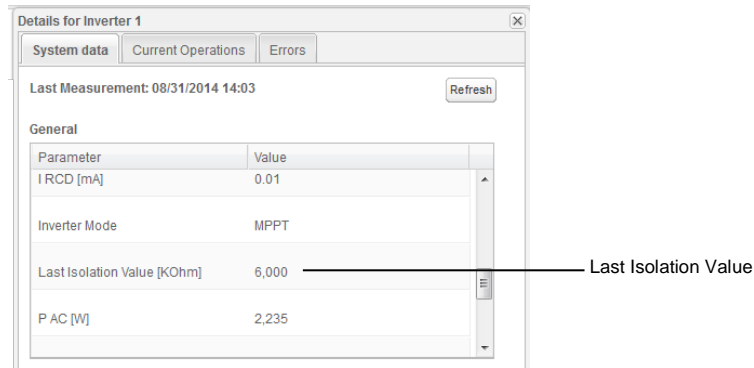 Details for Inverter 1
System data Current Operations Errors
Last Measurement: 08/31/2014 14:03 Refresh
General
Parameter Value
I RCD [mA] 0.01
Inverter Mode MPPT
Last Isolation Value [KOhm] 6,000 Last Isolation Value
P AC [W] 2,235